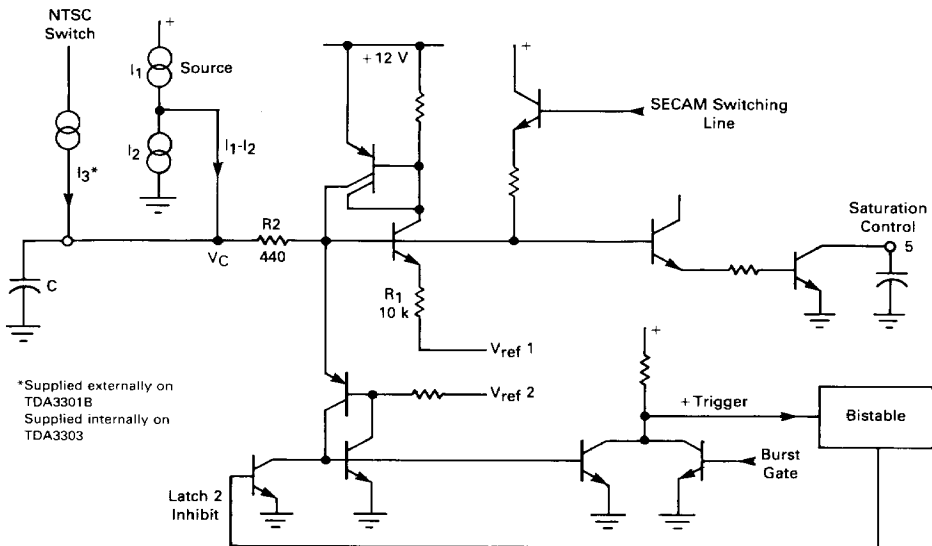 NTSC
Switch
+
I1
Source
I2
I1-I2
I3*
C
VC
R2
440
+12 V
R1
10 k
Vref 1
Vref 2
+
SECAM Switching
Line
Saturation
Control
5
*Supplied externally on
TDA3301B
Supplied internally on
TDA3303
+
+Trigger
Bistable
Burst
Gate
Latch 2
Inhibit